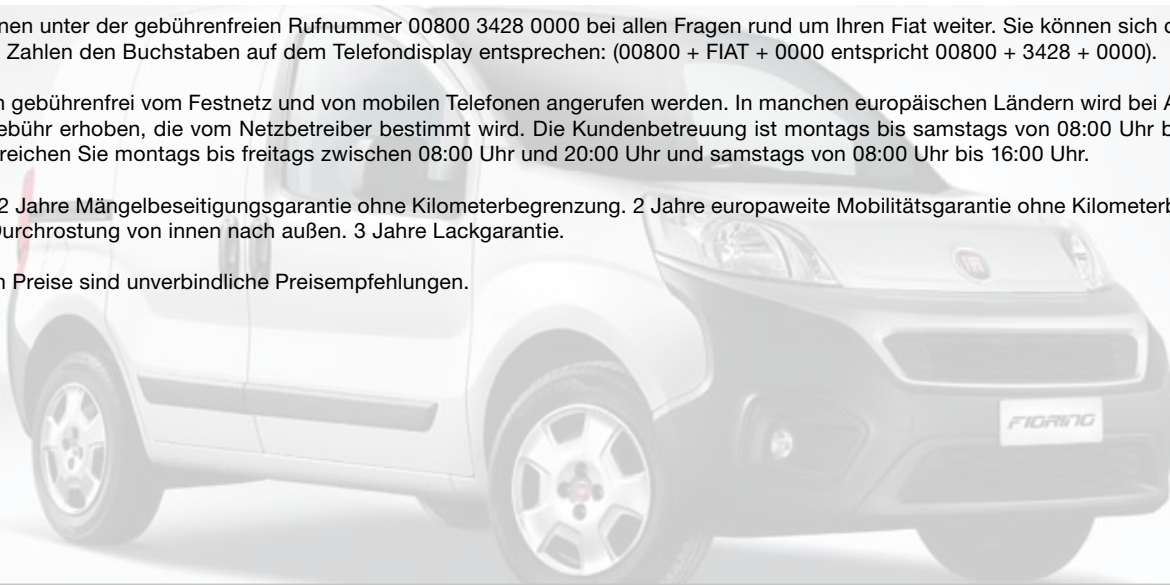 nen unter der gebührenfreien Rufnummer 00800 3428 0000 bei allen Fragen rund um Ihren Fiat weiter. Sie können sich
Zahlen den Buchstaben auf dem Telefondisplay entsprechen: (00800 + FIAT + 0000 entspricht 00800 + 3428 + 0000).
gebührenfrei vom Festnetz und von mobilen Telefonen angerufen werden. In manchen europäischen Ländern wird bei A
ebühr erhoben, die vom Netzbetreiber bestimmt wird. Die Kundenbetreuung ist montags bis samstags von 08:00 Uhr b
reichen Sie montags bis freitags zwischen 08:00 Uhr und 20:00 Uhr und samstags von 08:00 Uhr bis 16:00 Uhr.
2 Jahre Mängelbeseitigungsgarantie ohne Kilometerbegrenzung. 2 Jahre europaweite Mobilitätsgarantie ohne Kilometerb
Durchrostung von innen nach außen. 3 Jahre Lackgarantie.
n Preise sind unverbindliche Preisempfehlungen.
FIAT
FIORINO